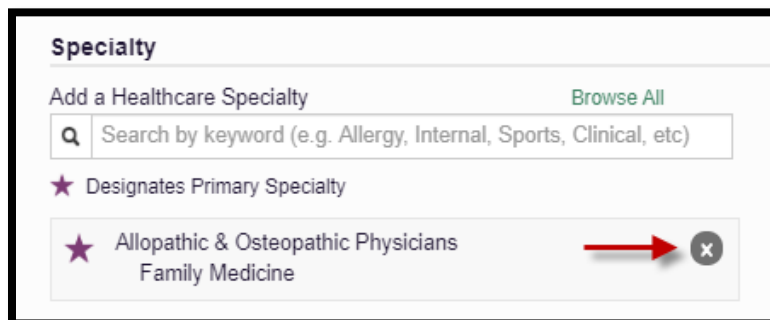 Specialty
Add a Healthcare Specialty Browse All
Search by keyword (e.g. Allergy, Internal, Sports, Clinical, etc)
Designates Primary Specialty
Allopathic & Osteopathic Physicians
Family Medicine
x